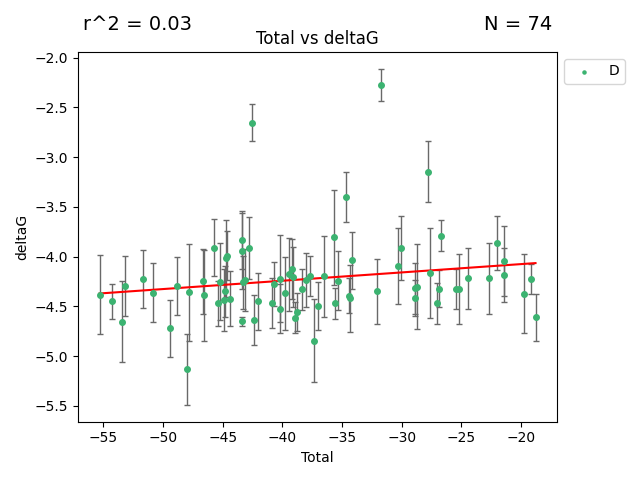 r^2 = 0.03
N = 74
Total vs deltaG
D
deltaG
−2.0
−2.5
−3.0
−3.5
−4.0
−4.5
−5.0
−5.5
−55 −50 −45 −40 −35 −30 −25 −20
Total